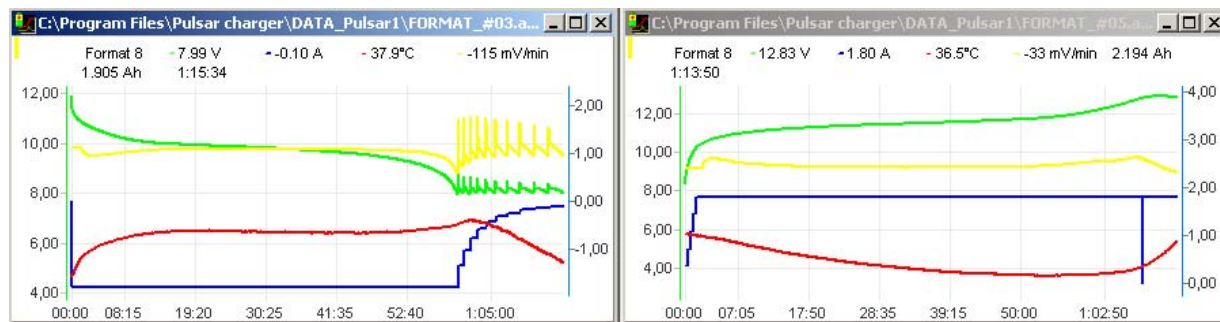 C:\Program Files\Pulsar charger\DATA_Pulsar1\FORMAT_#03.a...
Format 8 7.99 V -0.10 A 37.9°C -115 mV/min
1.905 Ah 1:15:34
12,00
10,00
8,00
6,00
4,00
2,00
1,00
0,00
-1,00
00:00 08:15 19:20 30:25 41:35 52:40 1:05:00
C:\Program Files\Pulsar charger\DATA_Pulsar1\FORMAT_#05.a...
Format 8 12.83 V 1.80 A 36.5°C -33 mV/min 2.194 Ah
1:13:50
12,00
10,00
8,00
6,00
4,00
4,00
3,00
2,00
1,00
0,00
00:00 07:05 17:50 28:35 39:15 50:00 1:02:50